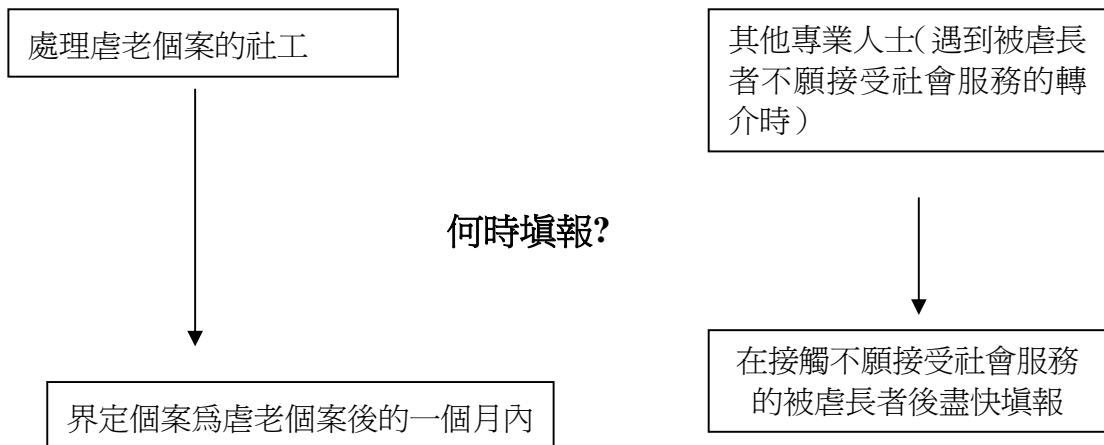 處理虐老個案的社工
其他專業人士(遇到被虐長
者不願接受社會服務的轉
介時)
何時填報?
在接觸不願接受社會服務
的被虐長者後盡快填報
界定個案為虐老個案後的一個月內